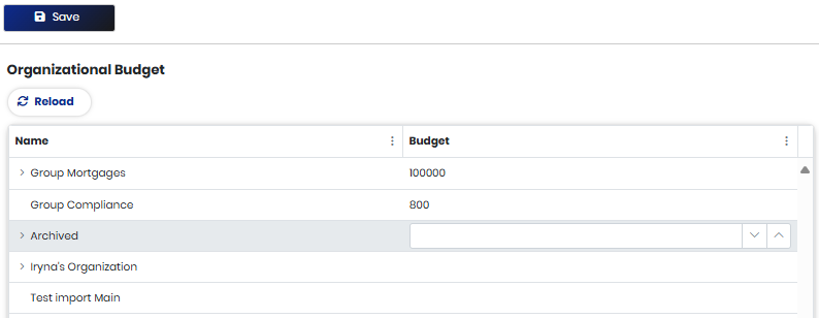 Save
Organizational Budget
Reload
Name Budget
Group Mortgages 100000
Group Compliance 800
Archived
Iryna's Organization
Test import Main